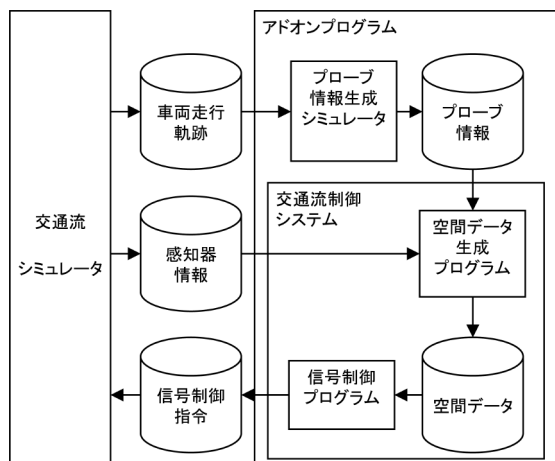 アドオンプログラム
車両走行
軌跡
プローブ
情報生成
シミュレータ
プローブ
情報
交通流
シミュレータ
感知器
情報
交通流制御
システム
空間データ
生成
プログラム
信号制御
指令
信号制御
プログラム
空間データ